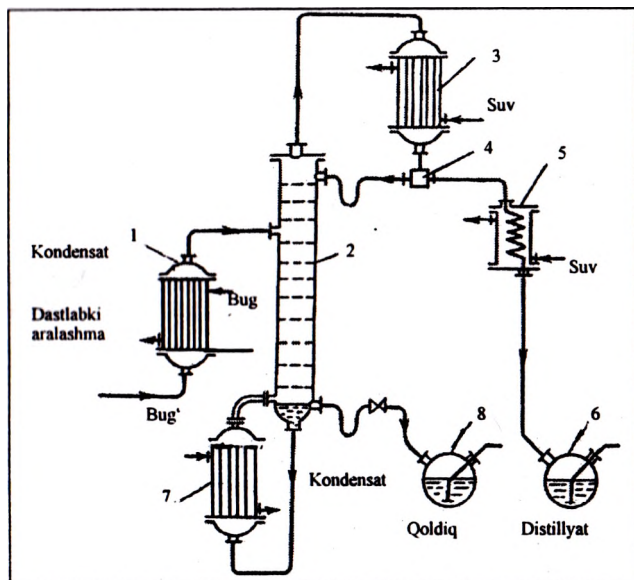 3
Suv
4
5
1
Kondensat
2
Bug
Suv
Dastlabki
aralashma
Bug'
8
6
7
Kondensat
Qoldiq
Distillyat